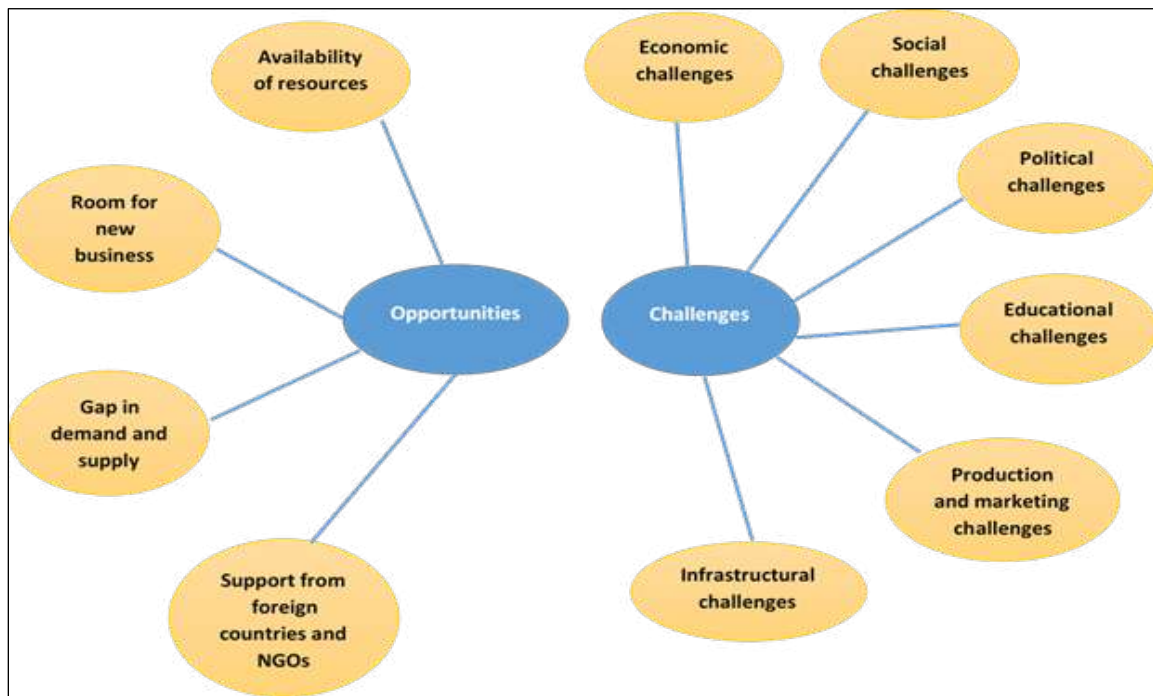 Availability
of resources
Room for
new
business
Gap in
demand and
supply
Support from
foreign
countries and
NGOs
Opportunities
Economic
challenges
Social
challenges
Political
challenges
Educational
challenges
Production
and marketing
challenges
Infrastructural
challenges
Challenges